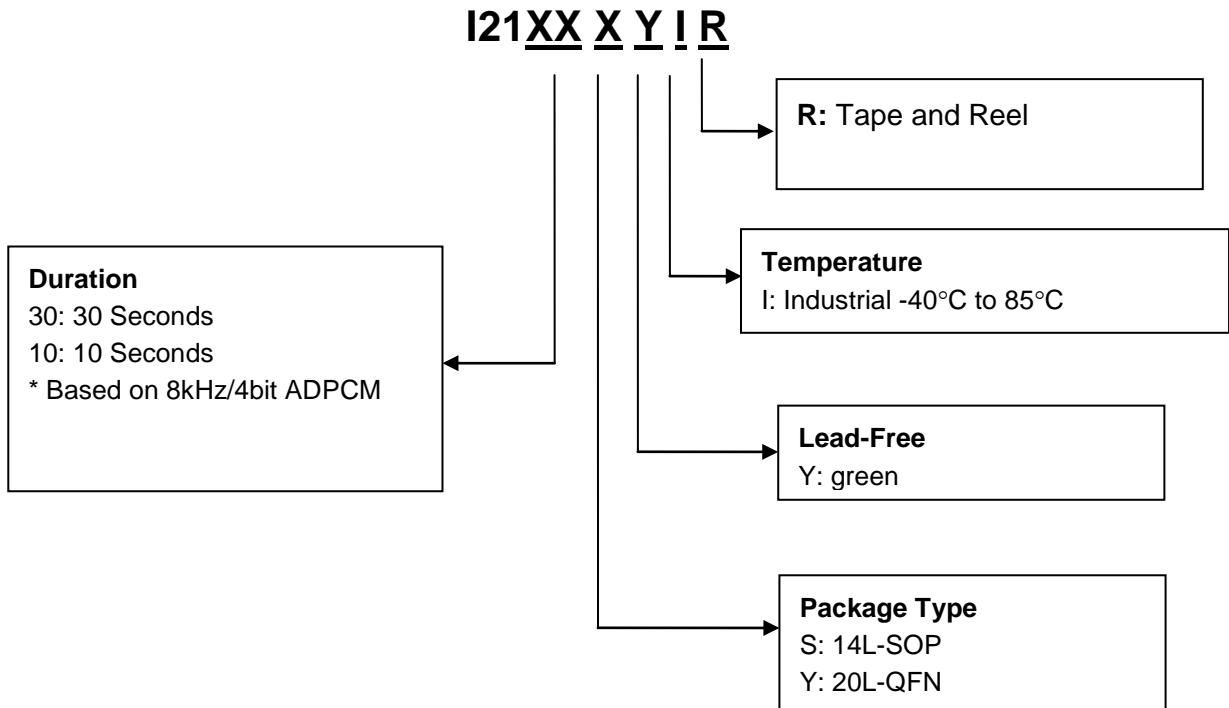 I21XX X Y I R
R: Tape and Reel
Temperature
I: Industrial -40°C to 85°C
Duration
30: 30 Seconds
10: 10 Seconds
* Based on 8kHz/4bit ADPCM
Lead-Free
Y: green
Package Type
S: 14L-SOP
Y: 20L-QFN